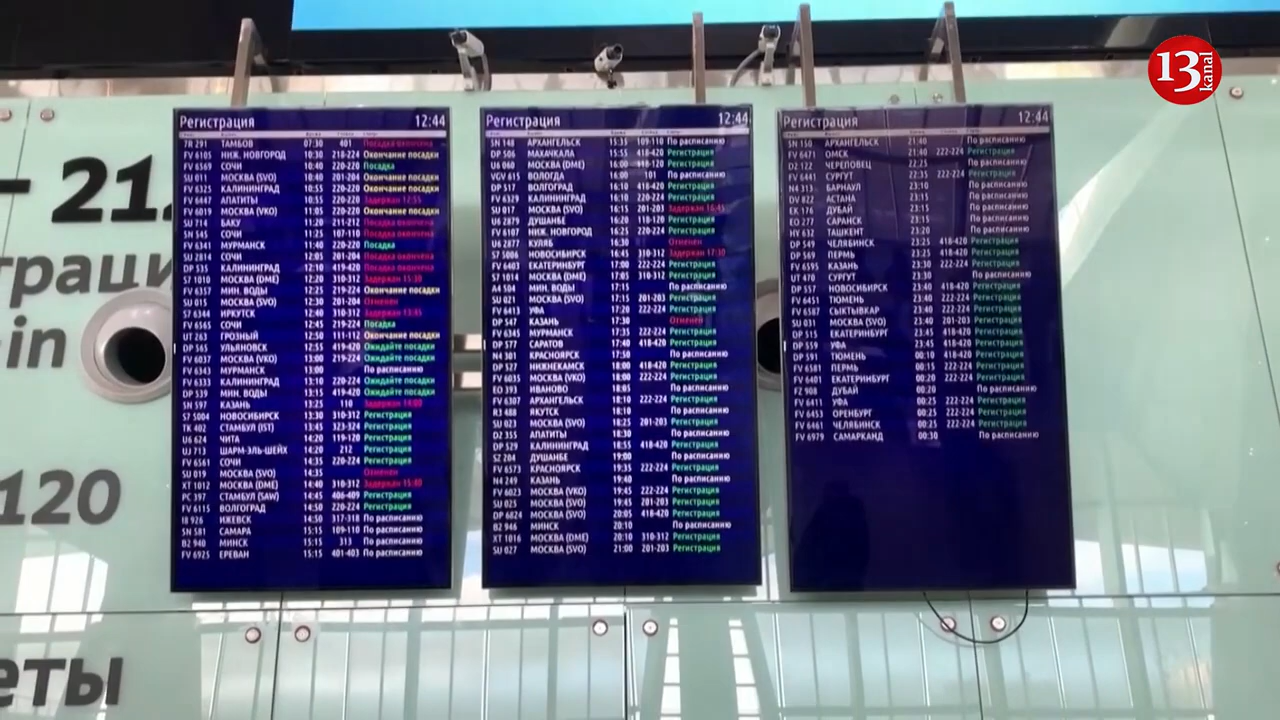 13 kanal
Регистрация 12:44
7R 291 ТАМБОВ 07:30 401 Посадка окончена
FV 6105 НИЖ. НОВГОРОД 10:30 218-224 Окончание посадки
FV 6569 СОЧИ 10:40 220-220 Посадка
SU 011 МОСКВА (SVO) 10:40 201-204 Окончание посадки
FV 6325 КАЛИНИНГРАД 10:55 220-220 Окончание посадки
FV 6447 АПАТИТЫ 10:55 220-220 Задержан 12:55
FV 6019 МОСКВА (VKO) 11:05 220-220 Окончание посадки
SU 714 БАКУ 11:20 211-212 Посадка окончена
SN 545 СОЧИ 11:25 107-110 Посадка окончена
FV 6341 МУРМАНСК 11:40 220-220 Посадка
SU 2814 СОЧИ 12:05 201-204 Посадка окончена
DP 535 КАЛИНИНГРАД 12:10 419-420 Посадка окончена
S7 1010 МОСКВА (DME) 12:20 310-312 Задержан 15:30
FV 6357 МИН. ВОДЫ 12:25 219-224 Окончание посадки
SU 015 МОСКВА (SVO) 12:30 201-204 Отменен
S7 6344 ИРКУТСК 12:40 310-312 Задержан 13:45
FV 6565 СОЧИ 12:45 219-224 Посадка
UT 263 ГРОЗНЫЙ 12:50 111-112 Окончание посадки
DP 565 УЛЬЯНОВСК 12:55 419-420 Ожидайте посадки
FV 6037 МОСКВА (VKO) 13:00 219-224 Ожидайте посадки
FV 6343 МУРМАНСК 13:00 По расписанию
FV 6333 КАЛИНИНГРАД 13:10 220-224 Ожидайте посадки
DP 539 МИН. ВОДЫ 13:15 419-420 Ожидайте посадки
SN 597 КАЗАНЬ 13:25 110 Задержан 14:00
S7 5004 НОВОСИБИРСК 13:30 310-312 Регистрация
TK 402 СТАМБУЛ (IST) 13:45 323-324 Регистрация
U6 624 ЧИТА 14:20 119-120 Регистрация
UJ 713 ШАРМ-ЭЛЬ-ШЕЙХ 14:20 212 Регистрация
FV 6561 СОЧИ 14:35 220-224 Регистрация
SU 019 МОСКВА (SVO) 14:35 Отменен
XT 1012 МОСКВА (DME) 14:40 310-312 Задержан 15:40
PC 397 СТАМБУЛ (SAW) 14:45 406-409 Регистрация
FV 6115 ВОЛГОГРАД 14:50 220-224 Регистрация
I8 926 ИЖЕВСК 14:50 317-318 По расписанию
SN 581 САМАРА 15:15 109-110 По расписанию
B2 940 МИНСК 15:15 313 По расписанию
FV 6925 ЕРЕВАН 15:15 401-403 По расписанию
Регистрация 12:44
SN 148 АРХАНГЕЛЬСК 15:35 109-110 По расписанию
DP 506 МАХАЧКАЛА 15:55 418-420 Регистрация
U6 060 МОСКВА (DME) 16:00 118-120 Регистрация
VGV 615 ВОЛОГДА 16:00 101 По расписанию
DP 517 ВОЛГОГРАД 16:10 418-420 Регистрация
FV 6329 КАЛИНИНГРАД 16:10 220-224 Регистрация
SU 017 МОСКВА (SVO) 16:15 201-203 Задержан 16:45
U6 2879 ДУШАНБЕ 16:20 118-120 Регистрация
FV 6107 НИЖ. НОВГОРОД 16:25 220-224 Регистрация
U6 2877 КУЛЯБ 16:30 Отменен
S7 5006 НОВОСИБИРСК 16:45 310-312 Задержан 17:30
FV 6403 ЕКАТЕРИНБУРГ 17:00 222-224 Регистрация
S7 1014 МОСКВА (DME) 17:05 310-312 Регистрация
A4 504 МИН. ВОДЫ 17:15 По расписанию
SU 021 МОСКВА (SVO) 17:15 201-203 Регистрация
FV 6413 УФА 17:20 222-224 Регистрация
DP 547 КАЗАНЬ 17:30 Отменен
FV 6345 МУРМАНСК 17:35 222-224 Регистрация
DP 577 САРАТОВ 17:40 418-420 Регистрация
N4 301 КРАСНОЯРСК 17:50 По расписанию
DP 527 НИЖНЕКАМСК 18:00 418-420 Регистрация
FV 6035 МОСКВА (VKO) 18:00 222-224 Регистрация
EO 393 ИВАНОВО 18:05 По расписанию
FV 6307 АРХАНГЕЛЬСК 18:10 222-224 Регистрация
R3 488 ЯКУТСК 18:10 По расписанию
SU 023 МОСКВА (SVO) 18:25 201-203 Регистрация
D2 355 АПАТИТЫ 18:30 По расписанию
DP 529 КАЛИНИНГРАД 18:55 418-420 Регистрация
SZ 204 ДУШАНБЕ 19:00 По расписанию
FV 6573 КРАСНОЯРСК 19:35 222-224 Регистрация
N4 249 КАЗАНЬ 19:40 По расписанию
FV 6023 МОСКВА (VKO) 19:45 222-224 Регистрация
SU 025 МОСКВА (SVO) 19:45 201-203 Регистрация
DP 6824 МОСКВА (SVO) 20:05 418-420 Регистрация
B2 946 МИНСК 20:10 По расписанию
XT 1016 МОСКВА (DME) 20:10 310-312 Регистрация
SU 027 МОСКВА (SVO) 21:00 201-203 Регистрация
Регистрация 12:44
SN 150 АРХАНГЕЛЬСК 21:40 По расписанию
FV 6471 ОМСК 21:40 222-224 Регистрация
D2 122 ЧЕРЕПОВЕЦ 22:25 По расписанию
FV 6441 СУРГУТ 22:35 222-224 Регистрация
N4 313 БАРНАУЛ 23:10 По расписанию
DV 822 АСТАНА 23:15 По расписанию
EK 176 ДУБАЙ 23:15 По расписанию
EO 277 САРАНСК 23:15 По расписанию
HY 632 ТАШКЕНТ 23:20 По расписанию
DP 549 ЧЕЛЯБИНСК 23:25 418-420 Регистрация
DP 569 ПЕРМЬ 23:25 418-420 Регистрация
FV 6595 КАЗАНЬ 23:30 222-224 Регистрация
UT 470 СУРГУТ 23:30 По расписанию
DP 557 НОВОСИБИРСК 23:40 418-420 Регистрация
FV 6451 ТЮМЕНЬ 23:40 222-224 Регистрация
FV 6587 СЫКТЫВКАР 23:40 222-224 Регистрация
SU 031 МОСКВА (SVO) 23:40 201-203 Регистрация
DP 515 ЕКАТЕРИНБУРГ 23:45 418-420 Регистрация
DP 519 УФА 23:45 418-420 Регистрация
DP 591 ТЮМЕНЬ 00:10 418-420 Регистрация
FV 6581 ПЕРМЬ 00:15 222-224 Регистрация
FV 6401 ЕКАТЕРИНБУРГ 00:20 222-224 Регистрация
FZ 908 ДУБАЙ 00:20 По расписанию
FV 6411 УФА 00:25 222-224 Регистрация
FV 6453 ОРЕНБУРГ 00:25 222-224 Регистрация
FV 6461 ЧЕЛЯБИНСК 00:25 222-224 Регистрация
FV 6979 САМАРКАНД 00:30 По расписанию
траци
in
120
еты